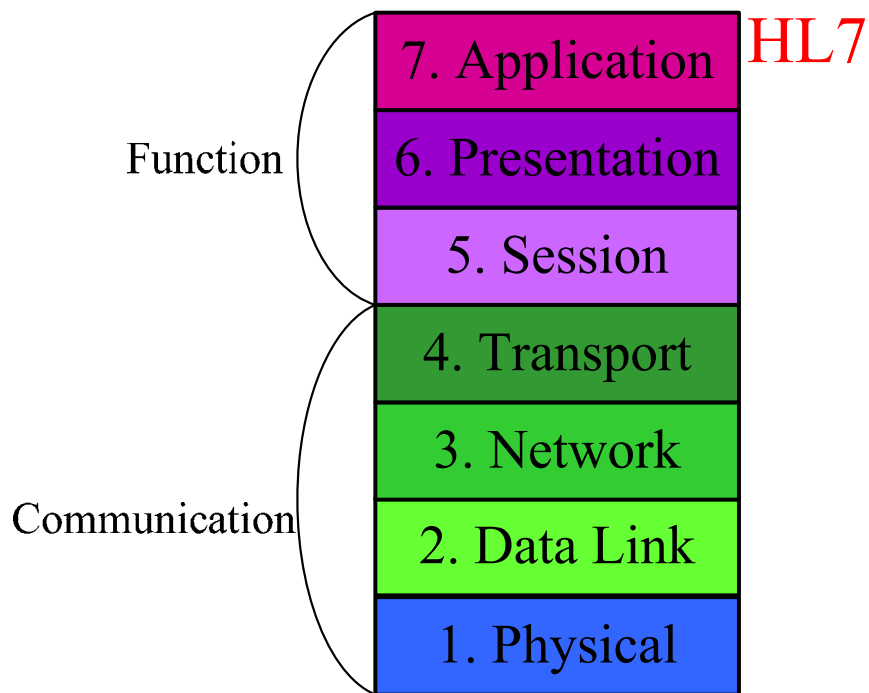 7. Application
HL7
Function
6. Presentation
5. Session
4. Transport
3. Network
Communication
2. Data Link
1. Physical